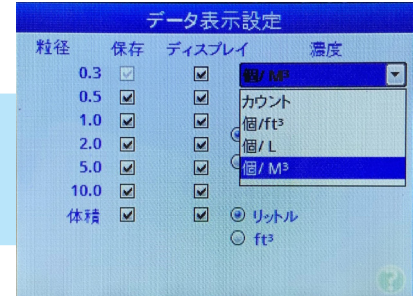 データ表示設定
粒径 保存 ディスプレイ 濃度
0.3 個/ M³
0.5 カウント
1.0 個/ft³
2.0 個/ L
5.0 個/ M³
10.0
体積 リットル
ft³
?